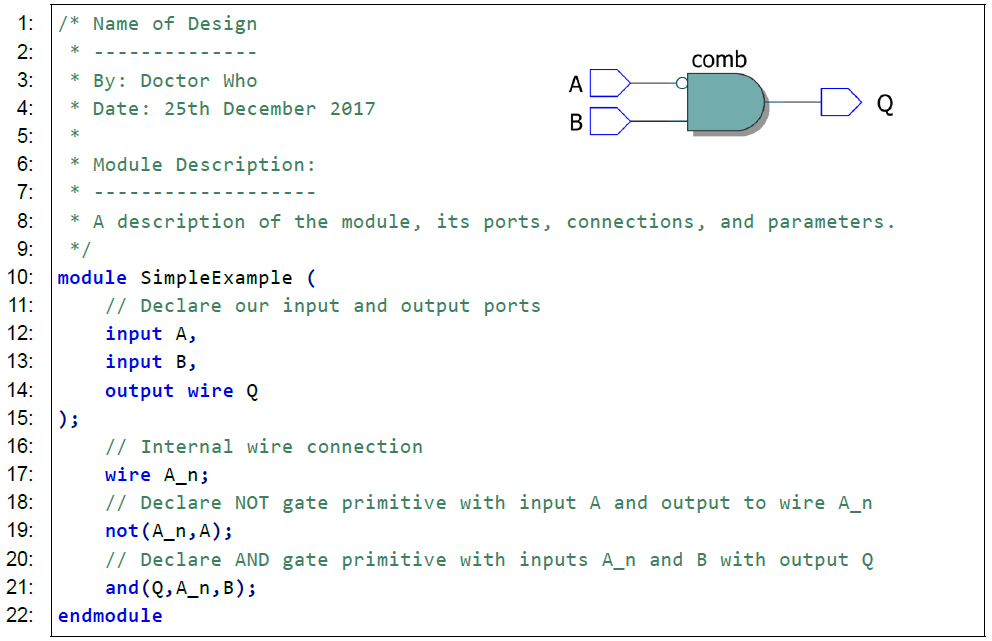 1: /* Name of Design
2: * --------------
3: * By: Doctor Who
4: * Date: 25th December 2017
5: *
6: * Module Description:
7: * -------------------
8: * A description of the module, its ports, connections, and parameters.
9: */
10: module SimpleExample (
11: // Declare our input and output ports
12: input A,
13: input B,
14: output wire Q
15: );
16: // Internal wire connection
17: wire A_n;
18: // Declare NOT gate primitive with input A and output to wire A_n
19: not(A_n,A);
20: // Declare AND gate primitive with inputs A_n and B with output Q
21: and(Q,A_n,B);
22: endmodule
comb
A
B
Q